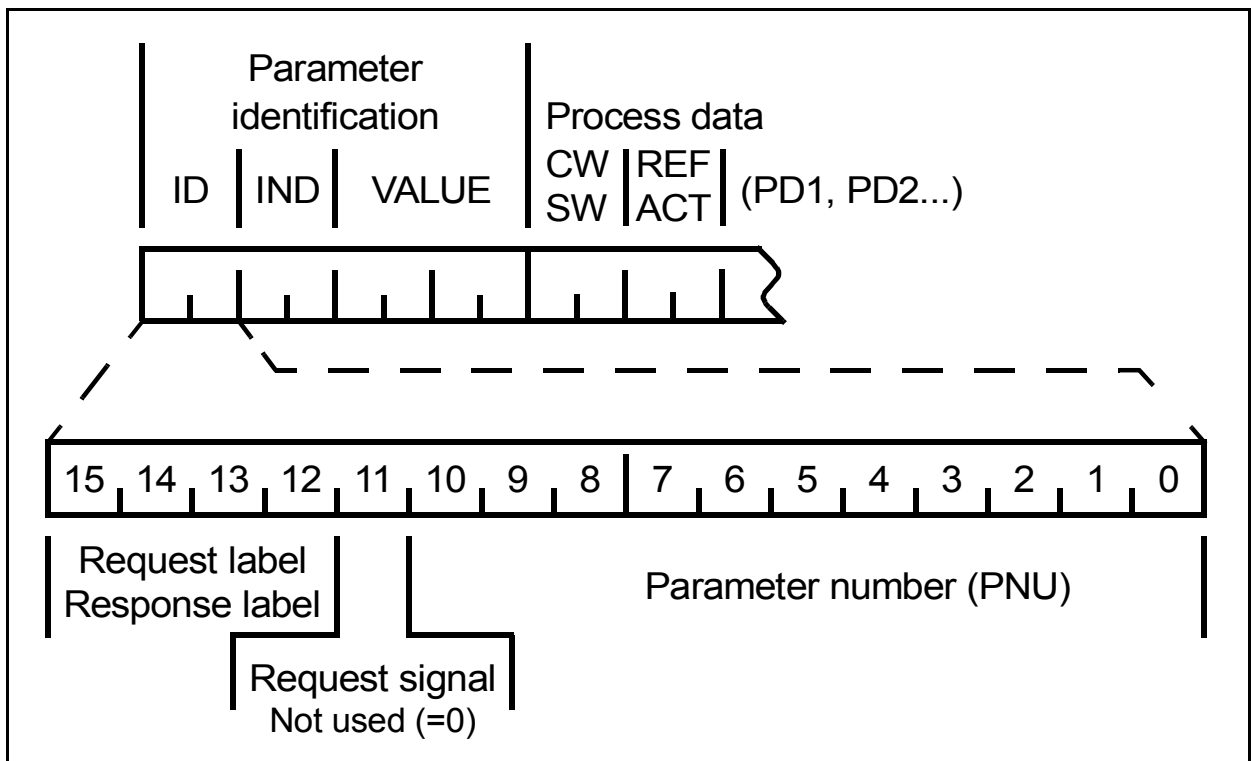 Parameter
identification
Process data
ID IND VALUE
CW REF
SW ACT
(PD1, PD2...)
15 14 13 12 11 10 9 8 7 6 5 4 3 2 1 0
Request label
Response label
Parameter number (PNU)
Request signal
Not used (=0)